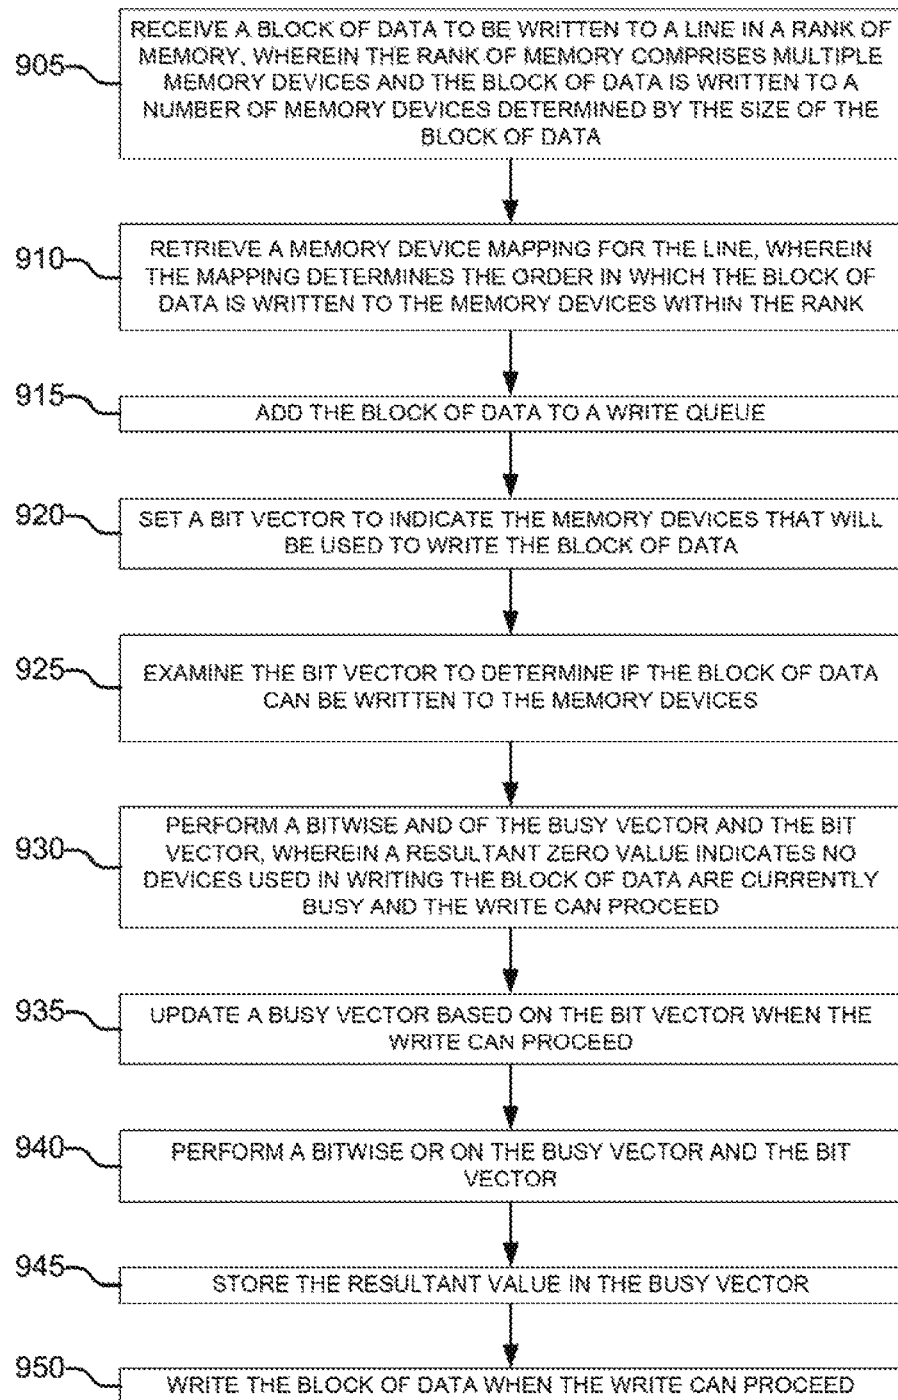 905
RECEIVE A BLOCK OF DATA TO BE WRITTEN TO A LINE IN A RANK OF
MEMORY, WHEREIN THE RANK OF MEMORY COMPRISES MULTIPLE
MEMORY DEVICES AND THE BLOCK OF DATA IS WRITTEN TO A
NUMBER OF MEMORY DEVICES DETERMINED BY THE SIZE OF THE
BLOCK OF DATA
910
RETRIEVE A MEMORY DEVICE MAPPING FOR THE LINE, WHEREIN
THE MAPPING DETERMINES THE ORDER IN WHICH THE BLOCK OF
DATA IS WRITTEN TO THE MEMORY DEVICES WITHIN THE RANK
915
ADD THE BLOCK OF DATA TO A WRITE QUEUE
920
SET A BIT VECTOR TO INDICATE THE MEMORY DEVICES THAT WILL
BE USED TO WRITE THE BLOCK OF DATA
925
EXAMINE THE BIT VECTOR TO DETERMINE IF THE BLOCK OF DATA
CAN BE WRITTEN TO THE MEMORY DEVICES
930
PERFORM A BITWISE AND OF THE BUSY VECTOR AND THE BIT
VECTOR, WHEREIN A RESULTANT ZERO VALUE INDICATES NO
DEVICES USED IN WRITING THE BLOCK OF DATA ARE CURRENTLY
BUSY AND THE WRITE CAN PROCEED
935
UPDATE A BUSY VECTOR BASED ON THE BIT VECTOR WHEN THE
WRITE CAN PROCEED
940
PERFORM A BITWISE OR ON THE BUSY VECTOR AND THE BIT
VECTOR
945
STORE THE RESULTANT VALUE IN THE BUSY VECTOR
950
WRITE THE BLOCK OF DATA WHEN THE WRITE CAN PROCEED